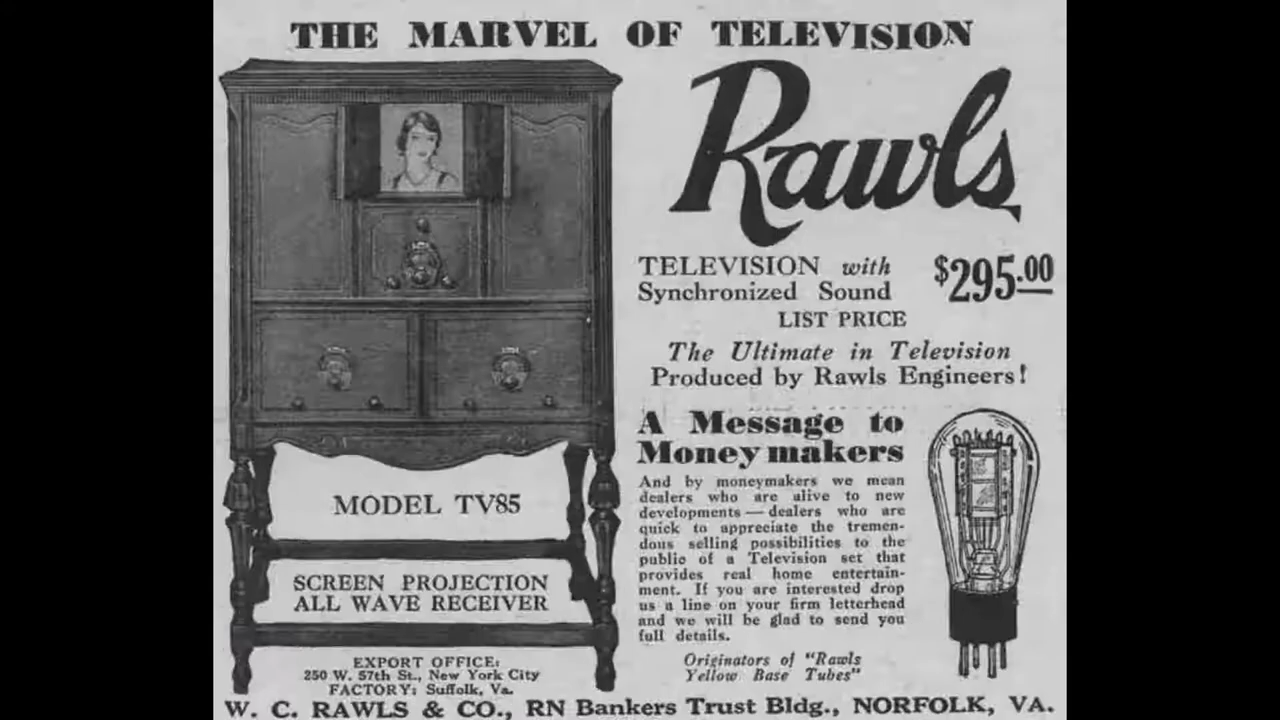 THE MARVEL OF TELEVISION
Rawls
TELEVISION with
Synchronized Sound
$295.00
LIST PRICE
The Ultimate in Television
Produced by Rawls Engineers!
A Message to
Moneymakers
And by moneymakers we mean
dealers who are alive to new
developments — dealers who are
quick to appreciate the tremen-
dous selling possibilities to the
public of a Television set that
provides real home entertain-
ment. If you are interested drop
us a line on your firm letterhead
and we will be glad to send you
full details.
Originators of "Rawls
Yellow Base Tubes"
MODEL TV85
SCREEN PROJECTION
ALL WAVE RECEIVER
EXPORT OFFICE:
250 W. 57th St., New York City
FACTORY: Suffolk, Va.
W. C. RAWLS & CO., RN Bankers Trust Bldg., NORFOLK, VA.